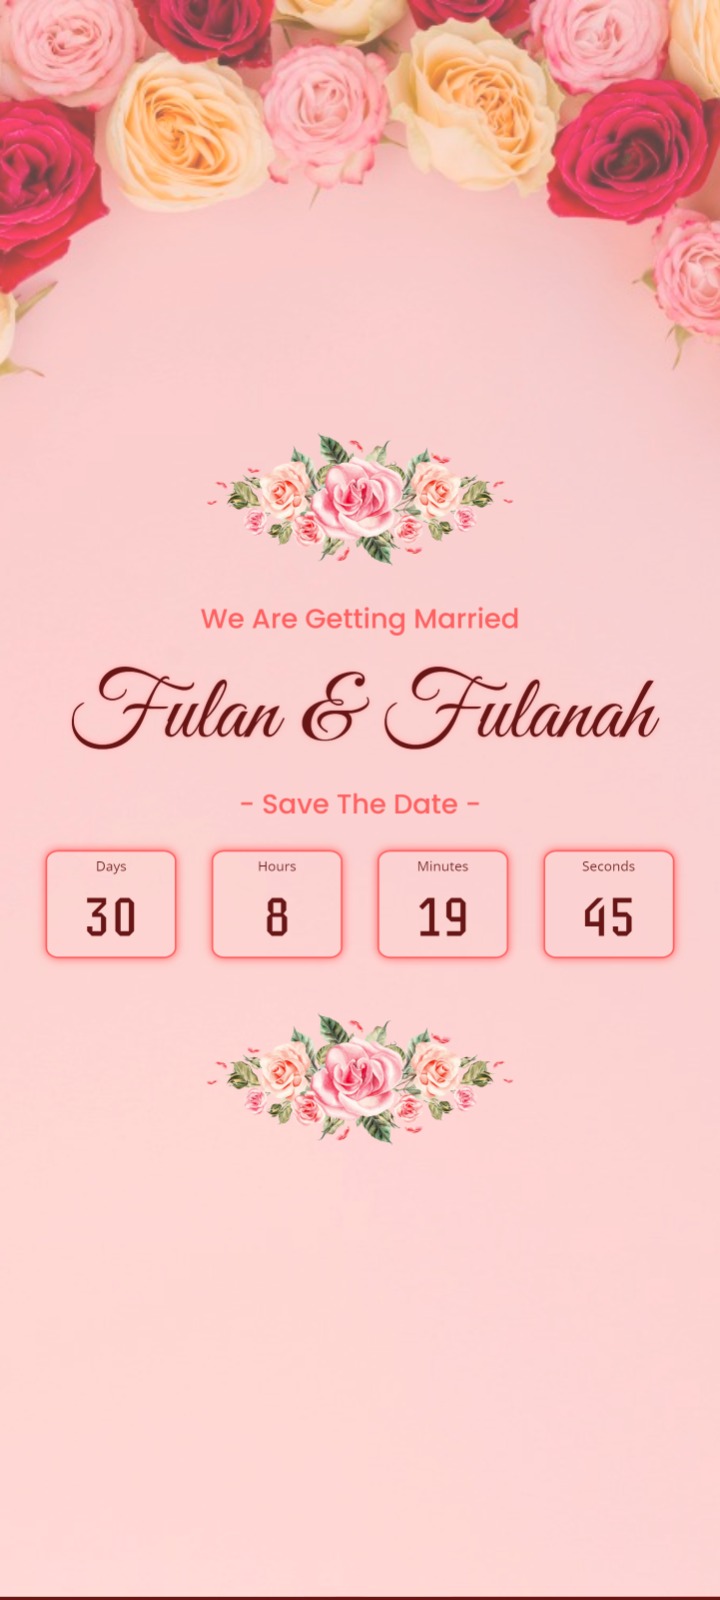 We Are Getting Married
Fulan & Fulanah
- Save The Date -
Days Hours Minutes Seconds
30 8 19 45